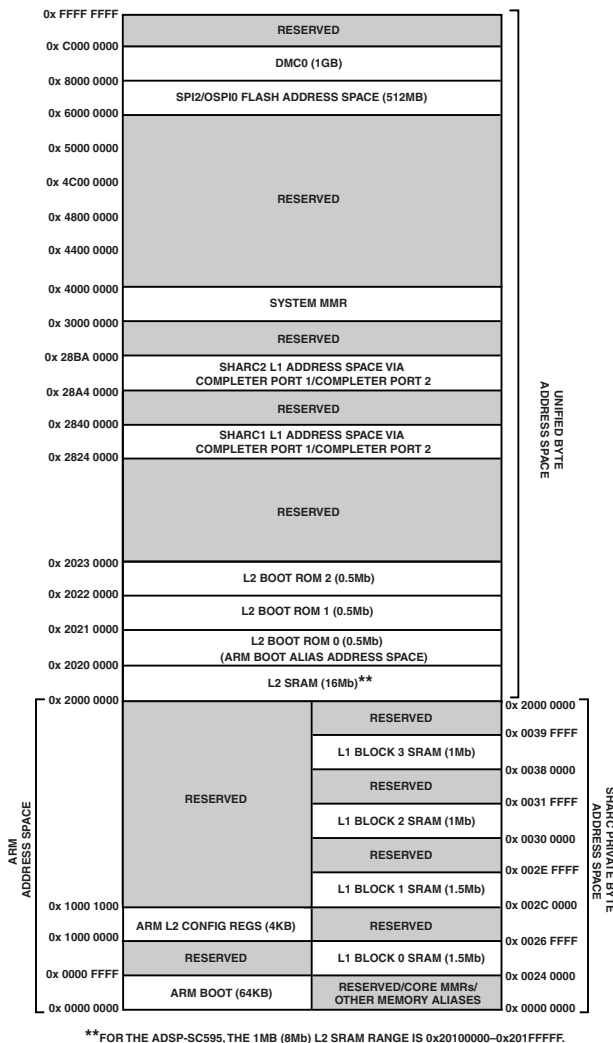 0x FFFF FFFF
RESERVED
0x C000 0000
DMC0 (1GB)
0x 8000 0000
SPI2/OSPI0 FLASH ADDRESS SPACE (512MB)
0x 6000 0000
0x 5000 0000
0x 4C00 0000
RESERVED
0x 4800 0000
0x 4400 0000
0x 4000 0000
SYSTEM MMR
0x 3000 0000
RESERVED
0x 28BA 0000
SHARC2 L1 ADDRESS SPACE VIA
COMPLETER PORT 1/COMPLETER PORT 2
0x 28A4 0000
RESERVED
0x 2840 0000
SHARC1 L1 ADDRESS SPACE VIA
COMPLETER PORT 1/COMPLETER PORT 2
0x 2824 0000
RESERVED
0x 2023 0000
L2 BOOT ROM 2 (0.5Mb)
0x 2022 0000
L2 BOOT ROM 1 (0.5Mb)
0x 2021 0000
L2 BOOT ROM 0 (0.5Mb)
(ARM BOOT ALIAS ADDRESS SPACE)
0x 2020 0000
L2 SRAM (16Mb)**
0x 2000 0000
UNIFIED BYTE
ADDRESS SPACE
ARM
ADDRESS SPACE
RESERVED
0x 1000 1000
ARM L2 CONFIG REGS (4KB)
0x 1000 0000
RESERVED
0x 0000 FFFF
ARM BOOT (64KB)
0x 0000 0000
0x 2000 0000
RESERVED
0x 0039 FFFF
L1 BLOCK 3 SRAM (1Mb)
0x 0038 0000
RESERVED
0x 0031 FFFF
L1 BLOCK 2 SRAM (1Mb)
0x 0030 0000
RESERVED
0x 002E FFFF
L1 BLOCK 1 SRAM (1.5Mb)
0x 002C 0000
RESERVED
0x 0026 FFFF
L1 BLOCK 0 SRAM (1.5Mb)
0x 0024 0000
RESERVED/CORE MMRs/
OTHER MEMORY ALIASES
0x 0000 0000
SHARC PRIVATE BYTE
ADDRESS SPACE
**FOR THE ADSP-SC595, THE 1MB (8Mb) L2 SRAM RANGE IS 0x20100000–0x201FFFFF.